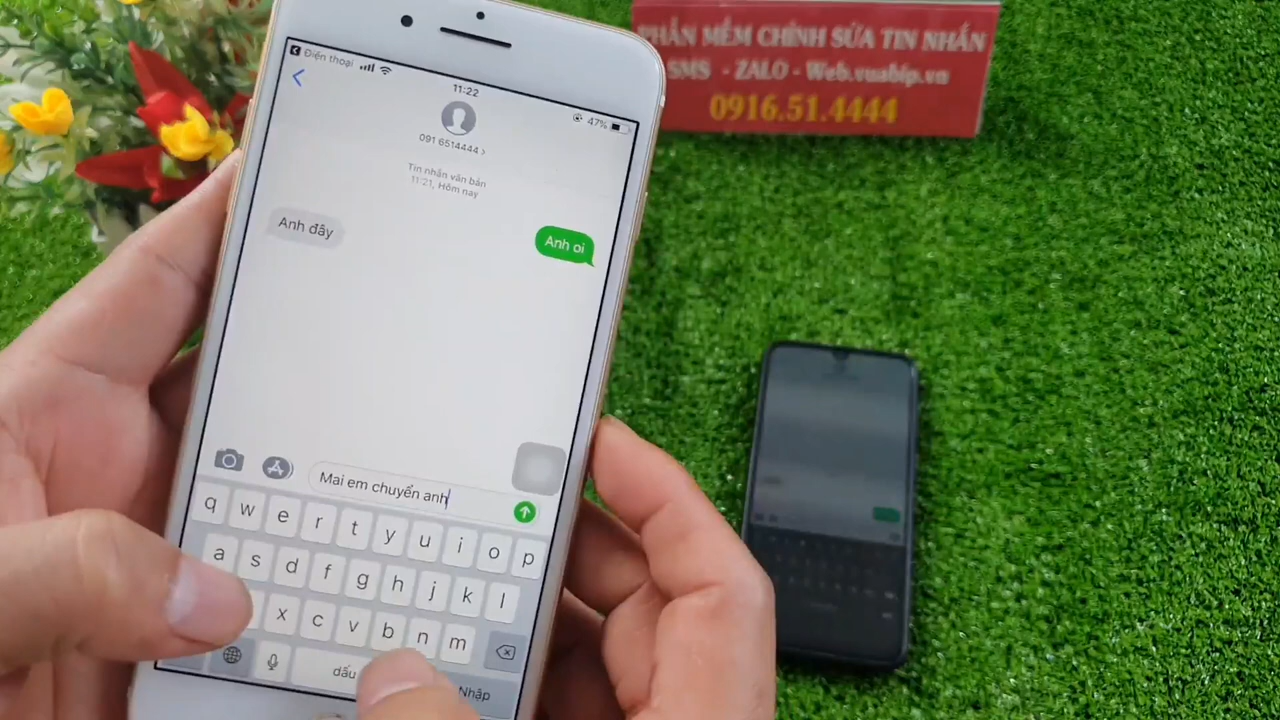 PHẦN MỀM CHỈNH SỬA TIN NHẮN
SMS - ZALO - Web.vuabip.vn
0916.51.4444
Điện thoại
11:22
47%
091 6514444 >
Tin nhắn văn bản
11:21, Hôm nay
Anh đây
Anh oi
Mai em chuyển anh
q w e r t y u i o p
a s d f g h j k l
x c v b n m
dấu
Nhập